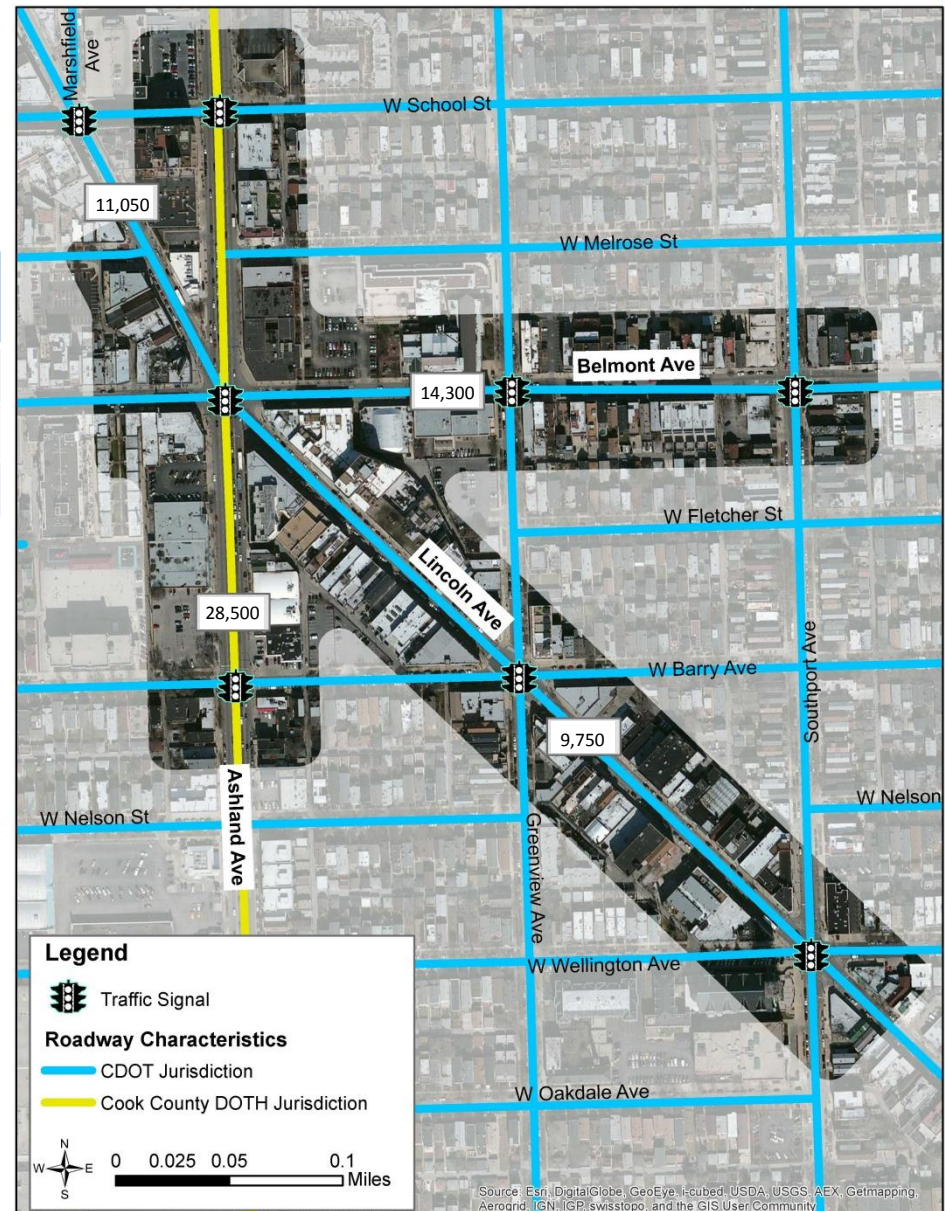 Marshfield
Ave
W School St
11,050
W Melrose St
Belmont Ave
14,300
W Fletcher St
Lincoln Ave
28,500
W Barry Ave
Southport Ave
9,750
Ashland Ave
W Nelson St
W Nelson
Greenview Ave
W Wellington Ave
W Oakdale Ave
Legend
Traffic Signal
Roadway Characteristics
CDOT Jurisdiction
Cook County DOTH Jurisdiction
N
W E
S
0 0.025 0.05 0.1
Miles
Source: Esri, DigitalGlobe, GeoEye, i-cubed, USDA, USGS, AEX, Getmapping,
Aerogrid, IGN, IGP, swisstopo, and the GIS User Community